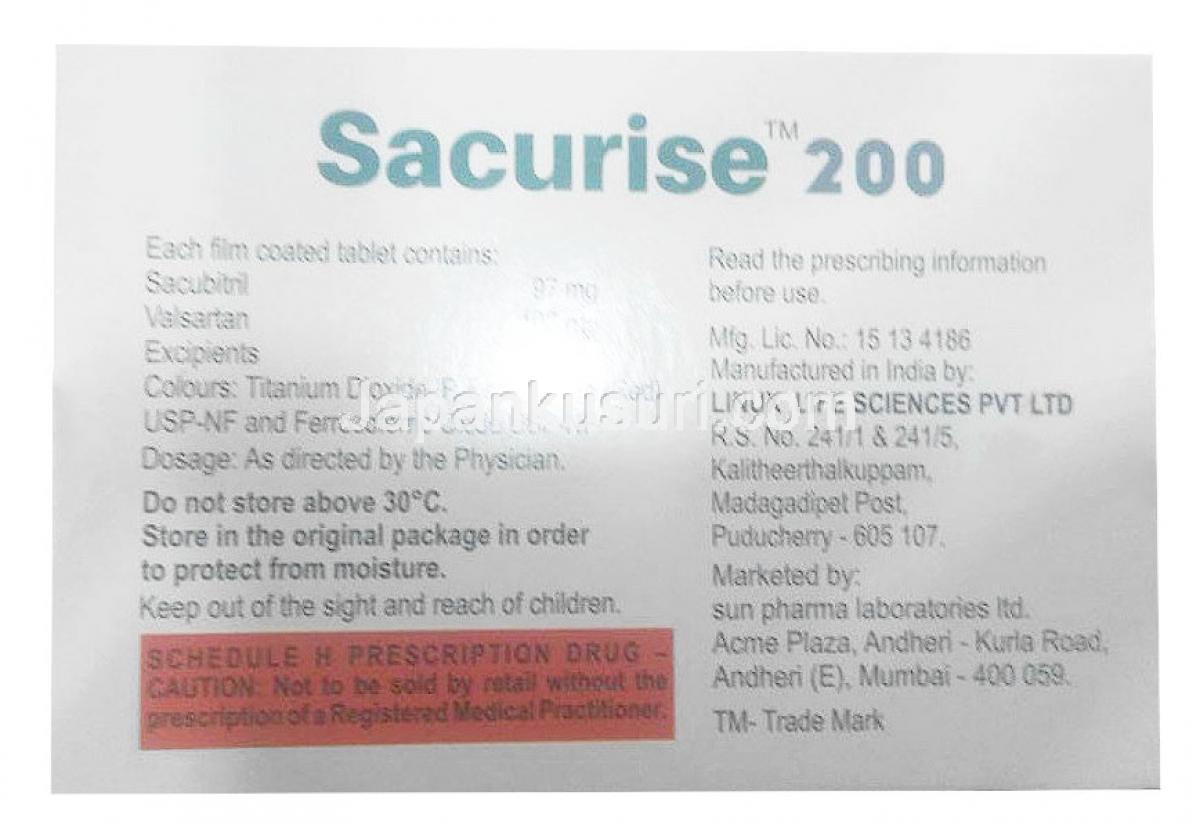 Sacurise™ 200
Each film coated tablet contains:
Sacubitril 97 mg
Valsartan
Excipients
Colours: Titanium
USP-NF and
Dosage: As directed by the Physician.
Do not store above 30°C.
Store in the original package in order
to protect from moisture.
Keep out of the sight and reach of children.
SCHEDULE H PRESCRIPTION DRUG –
CAUTION: Not to be sold by retail without the
prescription of a Registered Medical Practitioner.
Read the prescribing information
before use.
Mfg. Lic. No.: 15 13 4186
Manufactured in India by:
SCIENCES PVT LTD
R.S. No. 241/1 & 241/5,
Kalitheerthalkuppam,
Madagadipet Post,
Puducherry - 605 107.
Marketed by:
sun pharma laboratories ltd.
Acme Plaza, Andheri - Kurla Road,
Andheri (E), Mumbai - 400 059.
TM- Trade Mark
Japankusuri.com